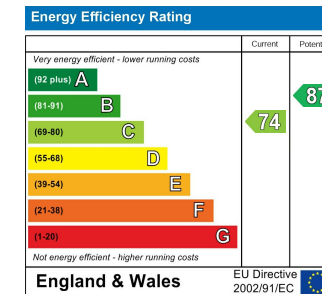 Energy Efficiency Rating
Current Potent
Very energy efficient - lower running costs
(92 plus) A
(81-91) B
87
(69-80) C
74
(55-68) D
(39-54) E
(21-38) F
(1-20) G
Not energy efficient - higher running costs
England & Wales
EU Directive
2002/91/EC